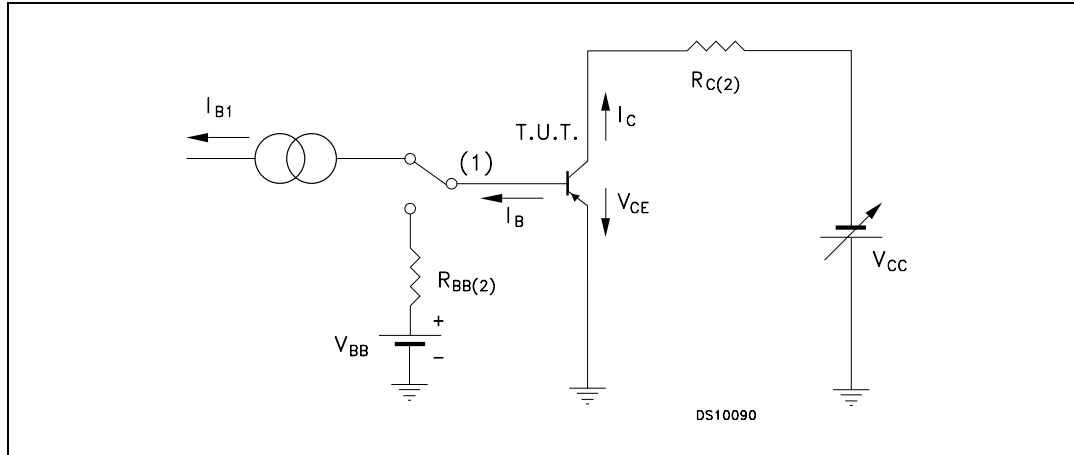 I_B1
T.U.T.
I_C
R_C(2)
(1)
I_B
V_CE
R_BB(2)
V_BB
+
−
V_CC
DS10090